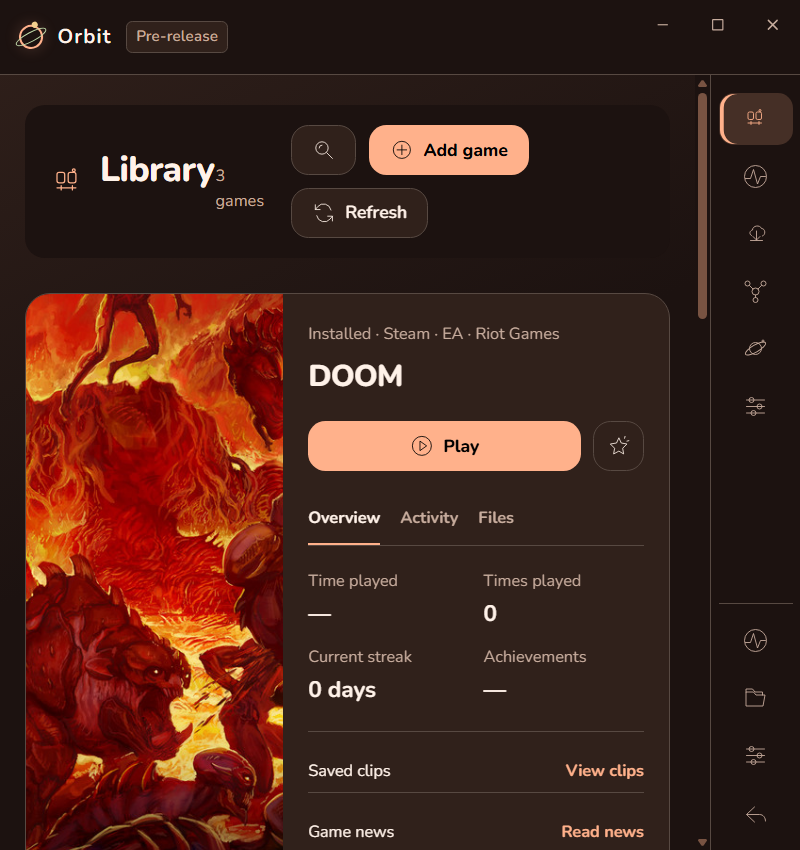 Orbit Pre-release
Library 3 games
Add game
Refresh
Installed · Steam · EA · Riot Games
DOOM
Play
Overview Activity Files
Time played Times played
— 0
Current streak Achievements
0 days —
Saved clips View clips
Game news Read news